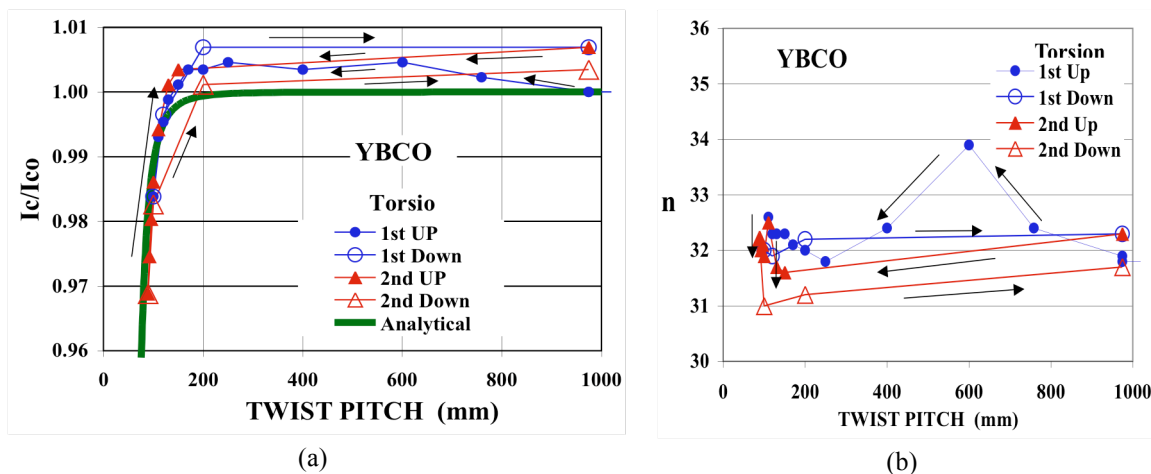 1.01
1.00
0.99
0.98
0.97
0.96
0 200 400 600 800 1000
Ic/Ico
TWIST PITCH (mm)
YBCO
Torsio
1st UP
1st Down
2nd UP
2nd Down
Analytical
(a)
36
35
34
33
32
31
30
0 200 400 600 800 1000
n
TWIST PITCH (mm)
YBCO
Torsion
1st Up
1st Down
2nd Up
2nd Down
(b)